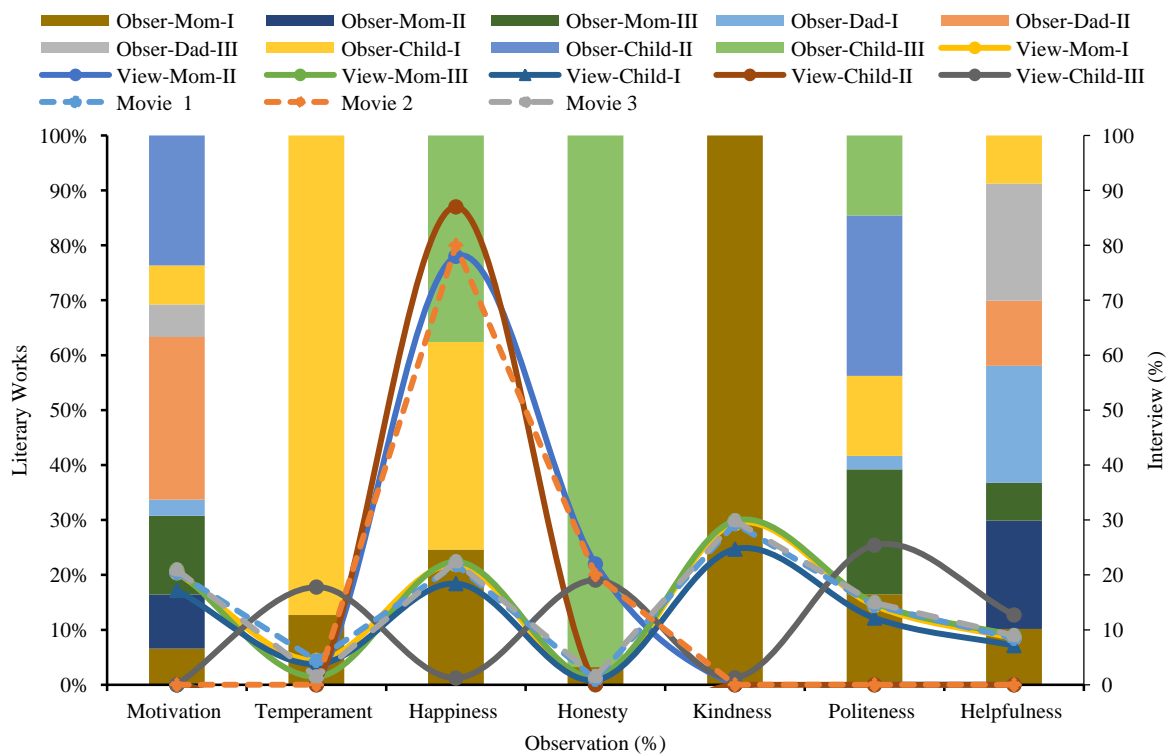 Obser-Mom-I Obser-Mom-II Obser-Mom-III Obser-Dad-I Obser-Dad-II
Obser-Dad-III Obser-Child-I Obser-Child-II Obser-Child-III View-Mom-I
View-Mom-II View-Mom-III View-Child-I View-Child-II View-Child-III
Movie 1 Movie 2 Movie 3
100% 100
90% 90
80% 80
70% 70
60% 60
50% 50
40% 40
30% 30
20% 20
10% 10
0% 0
Literary Works
Interview (%)
Motivation Temperament Happiness Honesty Kindness Politeness Helpfulness
Observation (%)